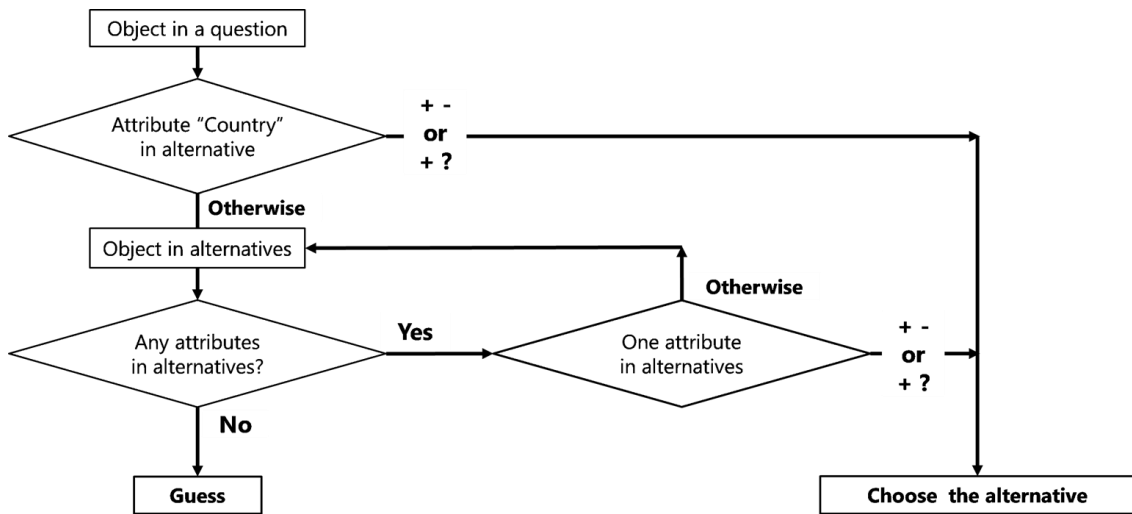 Object in a question
Attribute “Country”
in alternative
+ -
or
+ ?
Otherwise
Object in alternatives
Otherwise
Any attributes
in alternatives?
Yes
One attribute
in alternatives
+ -
or
+ ?
No
Guess
Choose the alternative